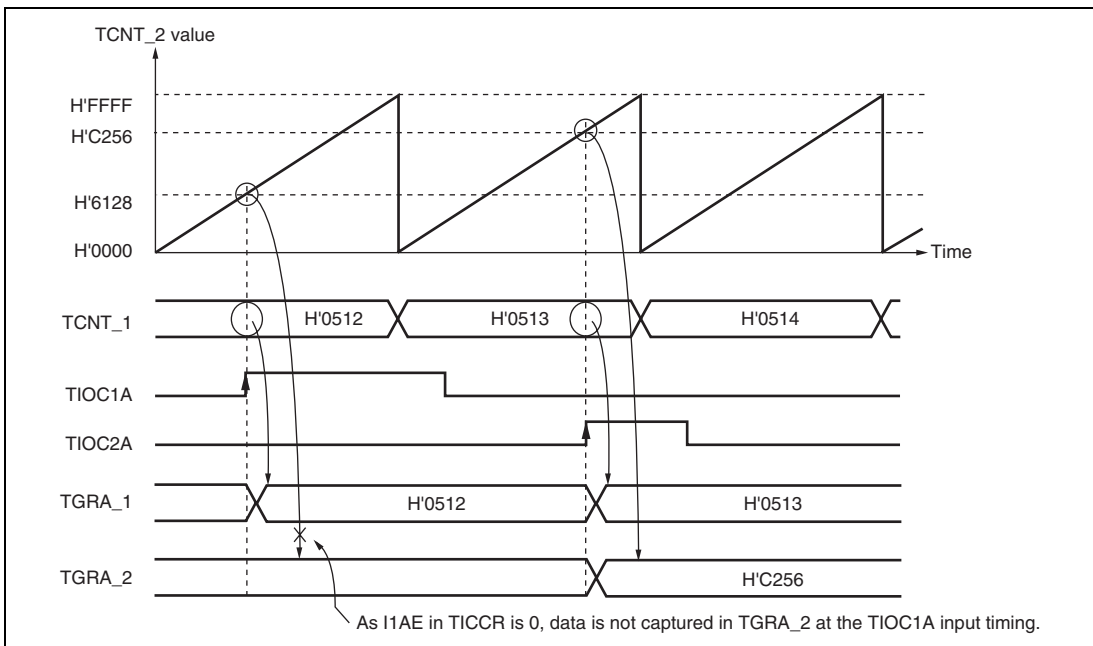 TCNT_2 value
H'FFFF
H'C256
H'6128
H'0000
Time
TCNT_1
H'0512
H'0513
H'0514
TIOC1A
TIOC2A
TGRA_1
H'0512
H'0513
TGRA_2
H'C256
As I1AE in TICCR is 0, data is not captured in TGRA_2 at the TIOC1A input timing.